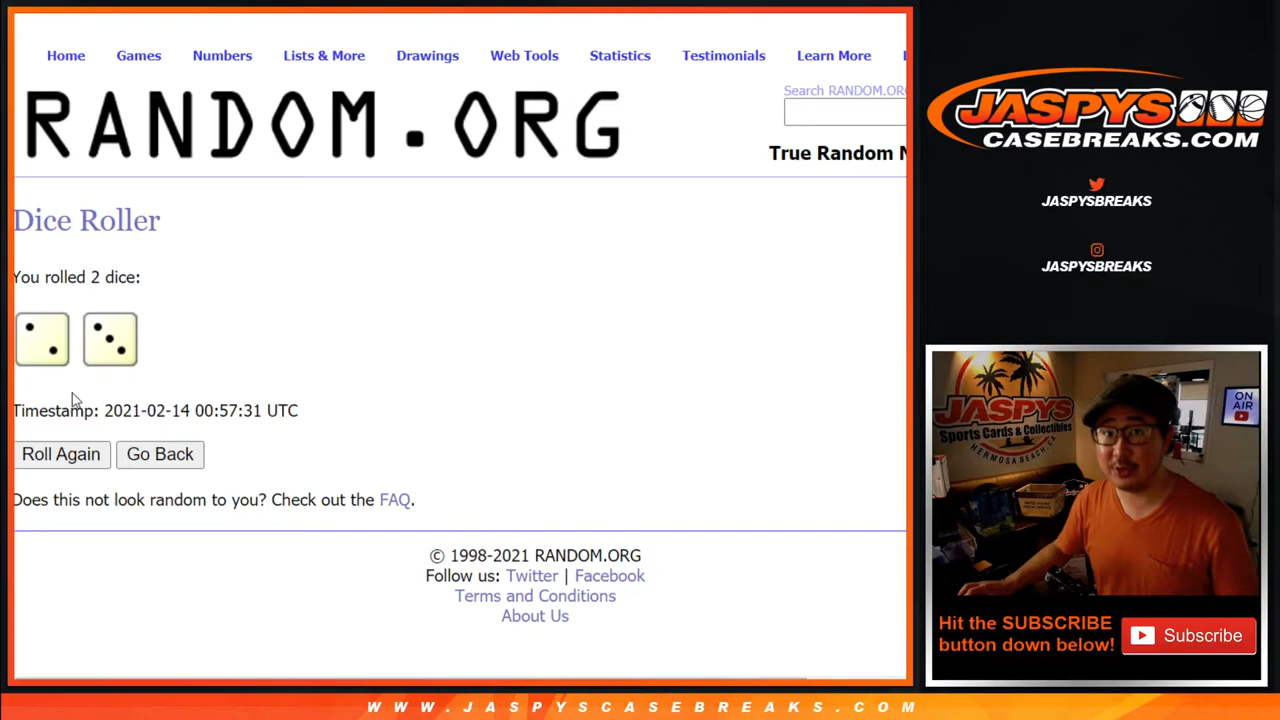 Home Games Numbers Lists & More Drawings Web Tools Statistics Testimonials Learn More
Search RANDOM.OR
RANDOM.ORG
True Random
Dice Roller
You rolled 2 dice:
Timestamp: 2021-02-14 00:57:31 UTC
Roll Again Go Back
Does this not look random to you? Check out the FAQ.
© 1998-2021 RANDOM.ORG
Follow us: Twitter | Facebook
Terms and Conditions
About Us
JASPYS
CASEBREAKS.COM
JASPYSBREAKS
JASPYSBREAKS
JASPYS
Sports Cards & Collectibles
HERMOSA BEACH, CA
ON
AIR
Hit the SUBSCRIBE
button down below!
Subscribe
WWW.JASPYSCASEBREAKS.COM